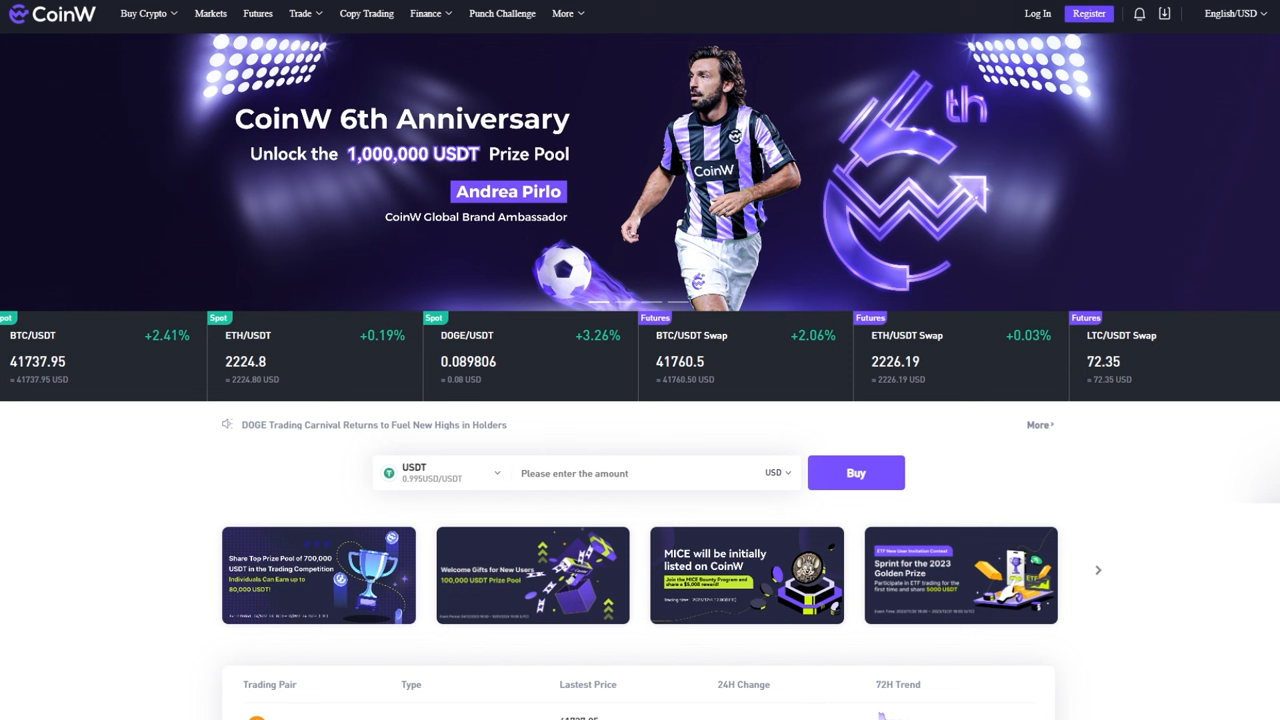 CoinW
Buy Crypto Markets Futures Trade Copy Trading Finance Punch Challenge More
Log In Register English/USD
CoinW 6th Anniversary
Unlock the 1,000,000 USDT Prize Pool
Andrea Pirlo
CoinW Global Brand Ambassador
CoinW
th
pot Spot Spot Futures Futures Futures
BTC/USDT +2.41% ETH/USDT +0.19% DOGE/USDT +3.26% BTC/USDT Swap +2.06% ETH/USDT Swap +0.03% LTC/USDT Swap
41737.95 2224.8 0.089806 41760.5 2226.19 72.35
≈ 41737.95 USD ≈ 2224.80 USD ≈ 0.08 USD ≈ 41760.50 USD ≈ 2226.19 USD ≈ 72.35 USD
DOGE Trading Carnival Returns to Fuel New Highs in Holders More
USDT
0.995USD/USDT
Please enter the amount USD Buy
Share Top Prize Pool of 700,000
USDT in the Trading Competition
Individuals Can Earn up to
80,000 USDT!
Welcome Gifts for New Users
100,000 USDT Prize Pool
MICE will be initially
listed on CoinW
Join the MICE Bounty Program and
share a $5,000 reward!
ETF New User Invitation Contest
Sprint for the 2023
Golden Prize
Participate in ETF trading for the
first time and share 5000 USDT
Trading Pair Type Lastest Price 24H Change 72H Trend